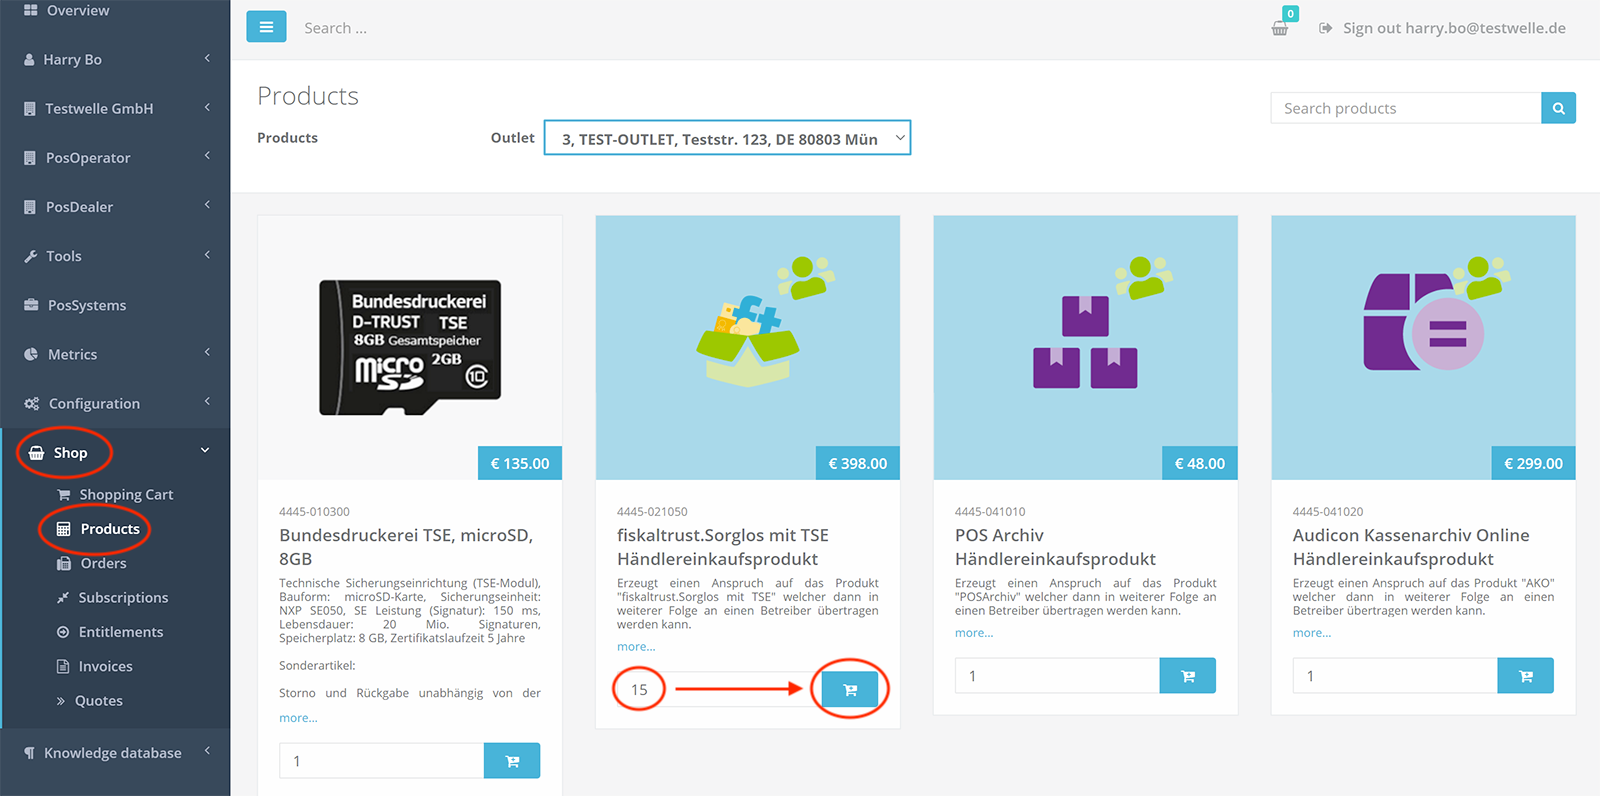 Overview
Harry Bo
Testwelle GmbH
PosOperator
PosDealer
Tools
PosSystems
Metrics
Configuration
Shop
Shopping Cart
Products
Orders
Subscriptions
Entitlements
Invoices
Quotes
Knowledge database
Search ...
0
Sign out harry.bo@testwelle.de
Products
Search products
Products
Outlet
3, TEST-OUTLET, Teststr. 123, DE 80803 Mün
Bundesdruckerei
D-TRUST TSE
8GB Gesamtspeicher
micro SD 2GB
10
€ 135.00
4445-010300
Bundesdruckerei TSE, microSD,
8GB
Technische Sicherungseinrichtung (TSE-Modul),
Bauform: microSD-Karte, Sicherungseinheit:
NXP SE050, SE Leistung (Signatur): 150 ms,
Lebensdauer: 20 Mio. Signaturen,
Speicherplatz: 8 GB, Zertifikatslaufzeit 5 Jahre
Sonderartikel:
Storno und Rückgabe unabhängig von der
more...
1
€ 398.00
4445-021050
fiskaltrust.Sorglos mit TSE
Händlereinkaufsprodukt
Erzeugt einen Anspruch auf das Produkt
"fiskaltrust.Sorglos mit TSE" welcher dann in
weiterer Folge an einen Betreiber übertragen
werden kann.
more...
15
€ 48.00
4445-041010
POS Archiv
Händlereinkaufsprodukt
Erzeugt einen Anspruch auf das Produkt
"POSArchiv" welcher dann in weiterer Folge an
einen Betreiber übertragen werden kann.
more...
1
€ 299.00
4445-041020
Audicon Kassenarchiv Online
Händlereinkaufsprodukt
Erzeugt einen Anspruch auf das Produkt "AKO"
welcher dann in weiterer Folge an einen
Betreiber übertragen werden kann.
more...
1